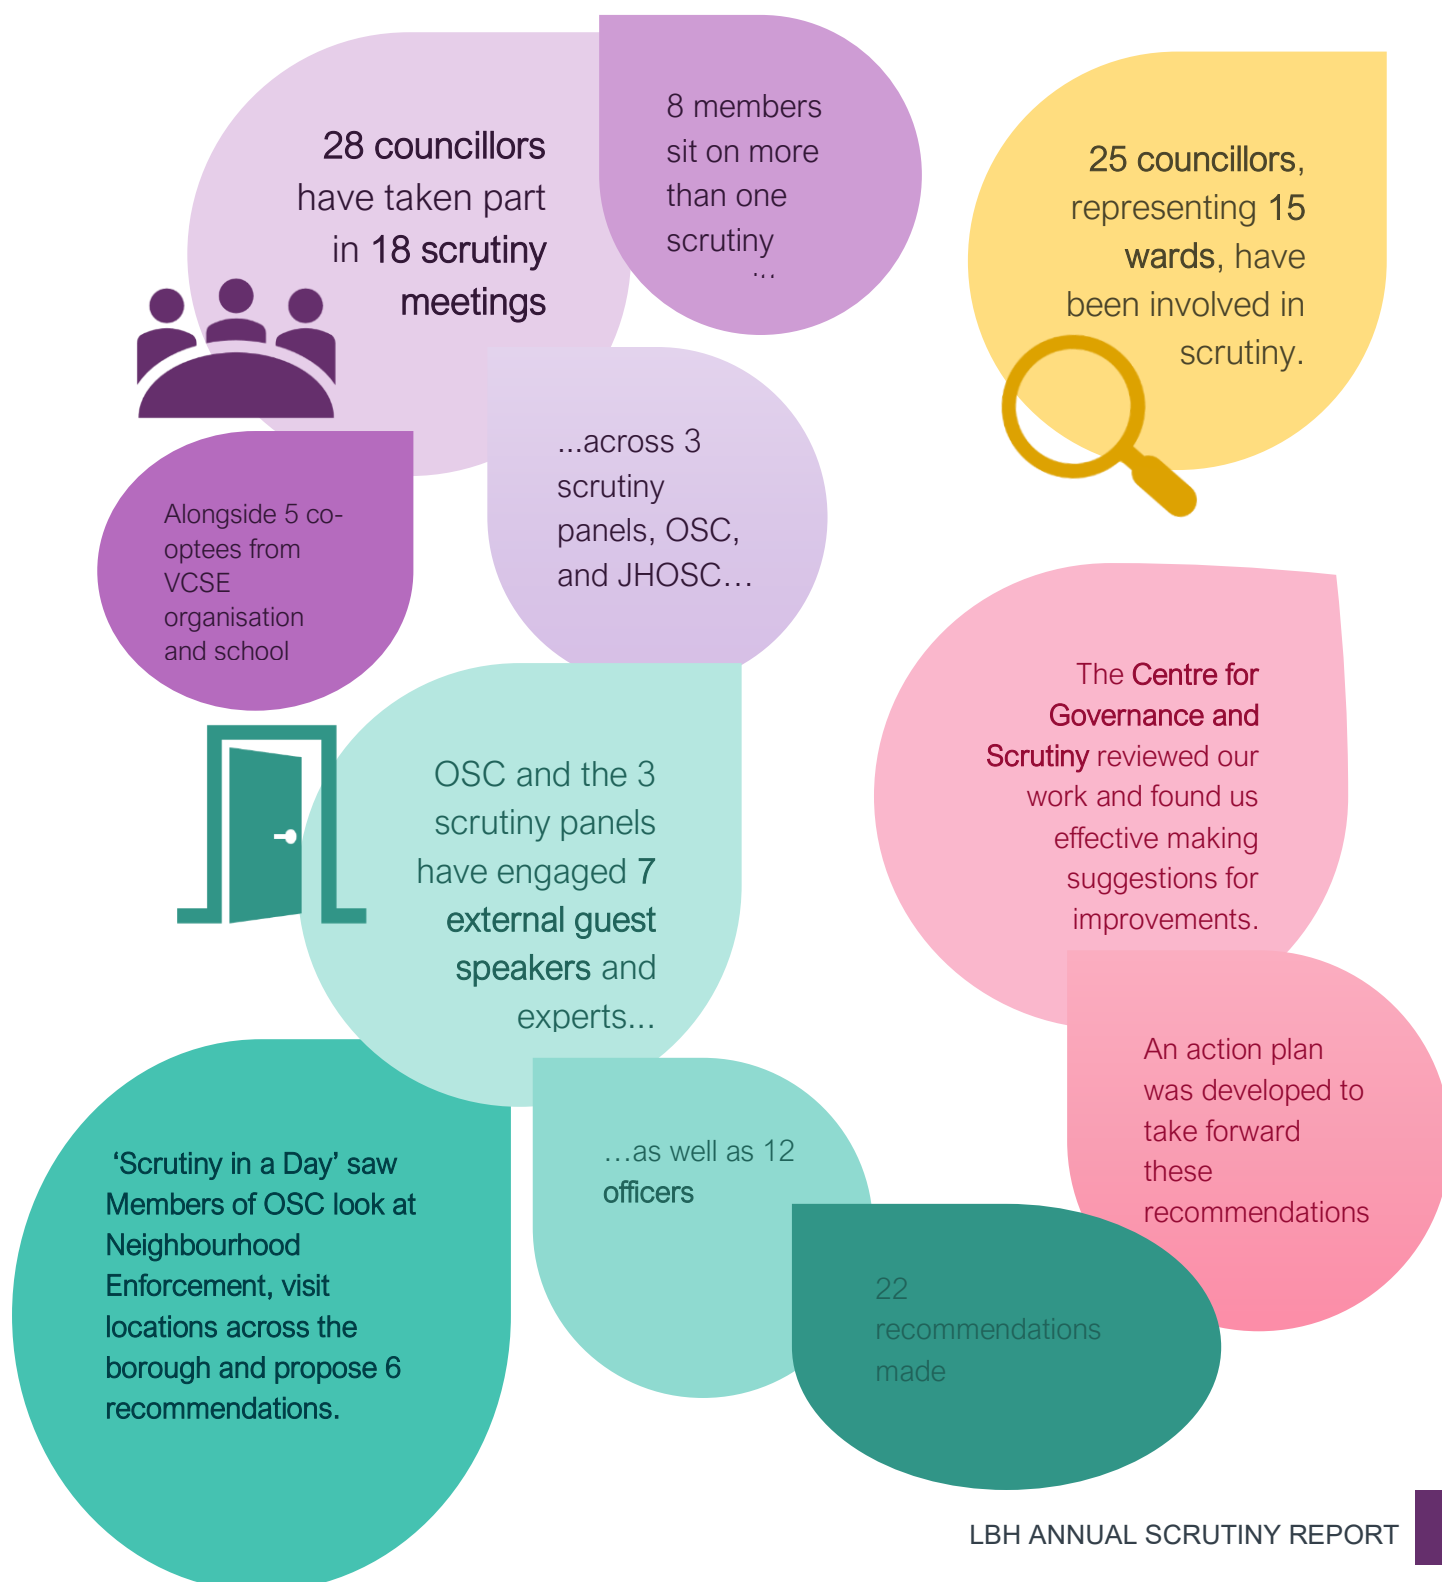 28 councillors
have taken part
in 18 scrutiny
meetings
8 members
sit on more
than one
scrutiny
25 councillors,
representing 15
wards, have
been involved in
scrutiny.
...across 3
scrutiny
panels, OSC,
and JHOSC…
Alongside 5 co-
optees from
VCSE
organisation
and school
OSC and the 3
scrutiny panels
have engaged 7
external guest
speakers and
experts...
The Centre for
Governance and
Scrutiny reviewed our
work and found us
effective making
suggestions for
improvements.
An action plan
was developed to
take forward
these
recommendations
‘Scrutiny in a Day’ saw
Members of OSC look at
Neighbourhood
Enforcement, visit
locations across the
borough and propose 6
recommendations.
…as well as 12
officers
22
recommendations
made
LBH ANNUAL SCRUTINY REPORT